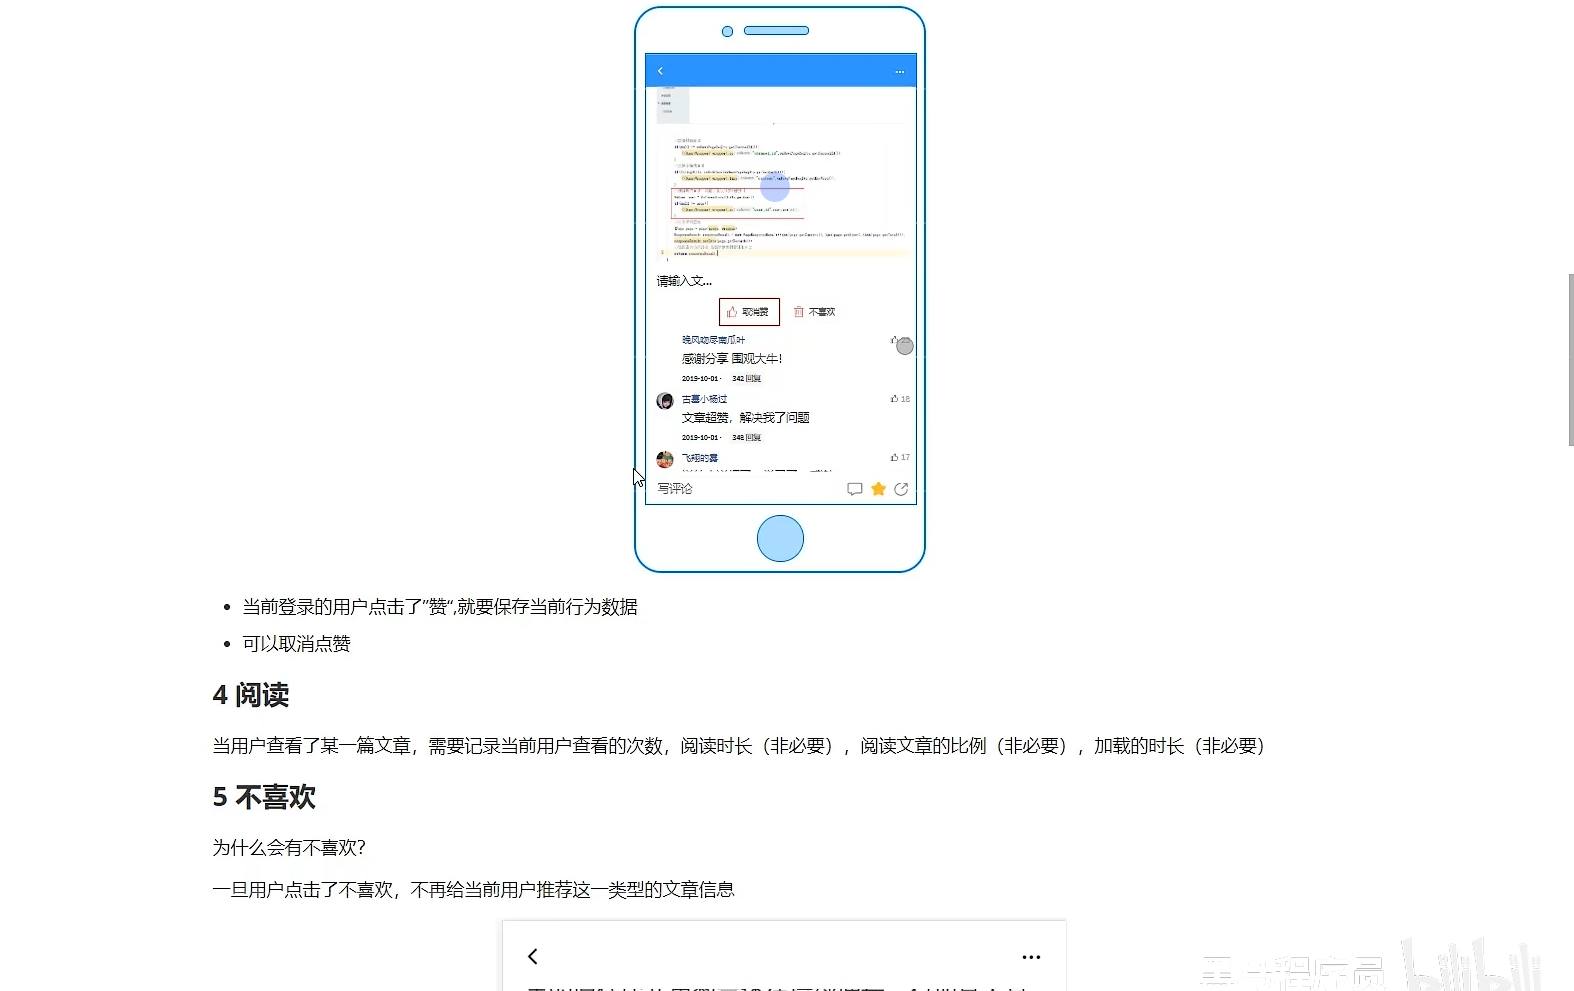 请输入文...
取消赞
不喜欢
晚风吻尽南瓜叶
感谢分享 围观大牛!
2019-10-01 · 342 回复
古墓小杨过
18
文章超赞，解决我了问题
2019-10-01 · 348 回复
飞翔的露
17
写评论
当前登录的用户点击了”赞“,就要保存当前行为数据
可以取消点赞
4 阅读
当用户查看了某一篇文章，需要记录当前用户查看的次数，阅读时长（非必要），阅读文章的比例（非必要），加载的时长（非必要）
5 不喜欢
为什么会有不喜欢？
一旦用户点击了不喜欢，不再给当前用户推荐这一类型的文章信息
bilibili